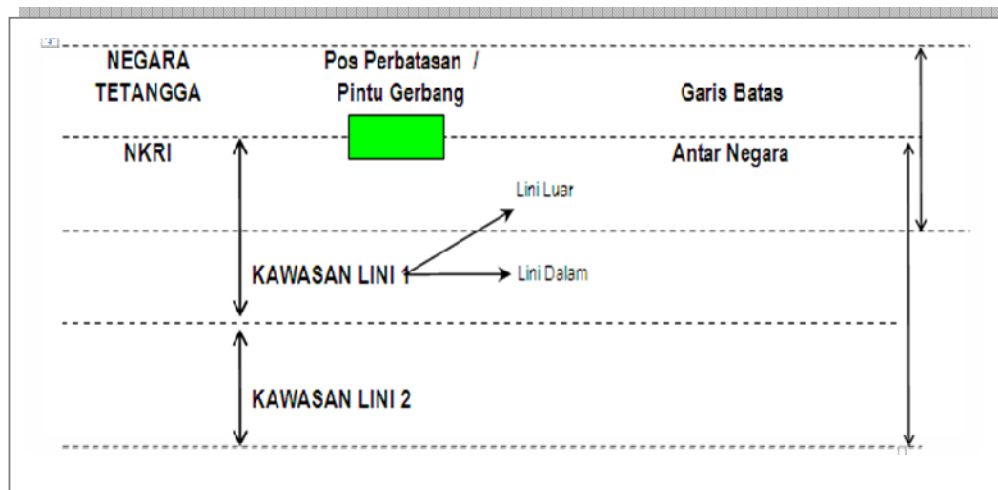 NEGARA
TETANGGA
Pos Perbatasan /
Pintu Gerbang
Garis Batas
NKRI
Antar Negara
Lini Luar
KAWASAN LINI 1
Lini Dalam
KAWASAN LINI 2